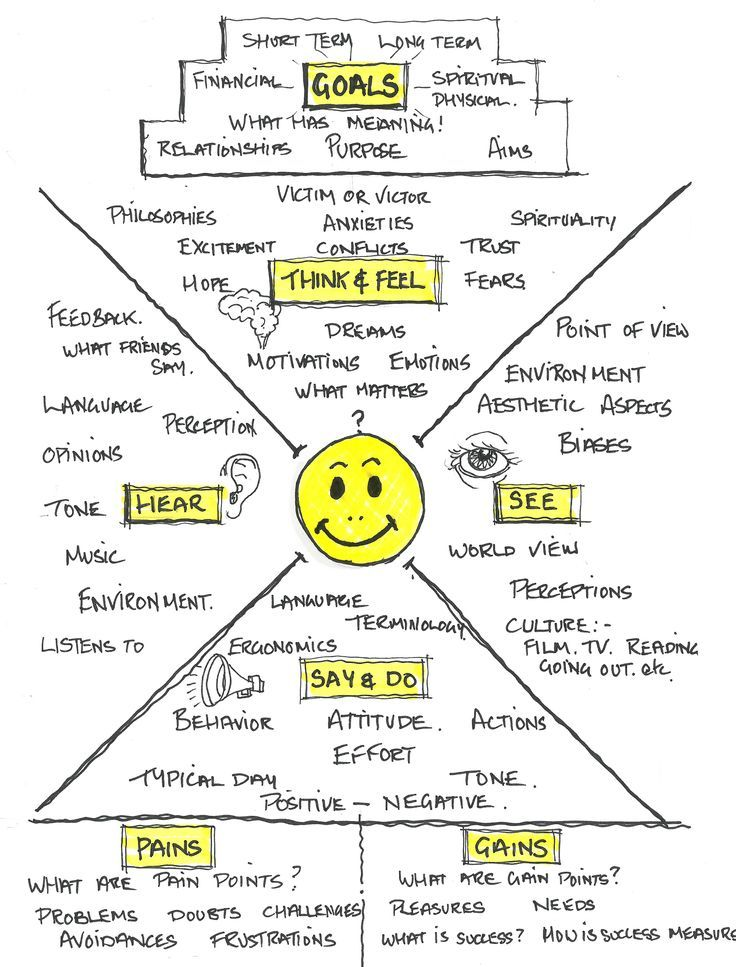 SHORT TERM LONG TERM
FINANCIAL GOALS SPIRITUAL
PHYSICAL.
WHAT HAS MEANING!
RELATIONSHIPS PURPOSE AIMS
VICTIM OR VICTOR
PHILOSOPHIES ANXIETIES SPIRITUALITY
EXCITEMENT CONFLICTS TRUST
HOPE THINK & FEEL FEARS
DREAMS
MOTIVATIONS EMOTIONS
WHAT MATTERS
?
FEEDBACK.
WHAT FRIENDS
SAY.
LANGUAGE
PERCEPTION
OPINIONS
TONE HEAR
MUSIC
ENVIRONMENT.
LISTENS TO
POINT OF VIEW
ENVIRONMENT
AESTHETIC ASPECTS
BIASES
SEE
WORLD VIEW
PERCEPTIONS
CULTURE:-
FILM. TV. READING
GOING OUT. etc.
LANGUAGE
TERMINOLOGY
ERGONOMICS
SAY & DO
BEHAVIOR ATTITUDE. ACTIONS
EFFORT
TYPICAL DAY TONE.
POSITIVE - NEGATIVE.
PAINS
WHAT ARE PAIN POINTS?
PROBLEMS DOUBTS CHALLENGES
AVOIDANCES FRUSTRATIONS
GAINS
WHAT ARE GAIN POINTS?
PLEASURES NEEDS
WHAT IS SUCCESS? HOW IS SUCCESS MEASURE